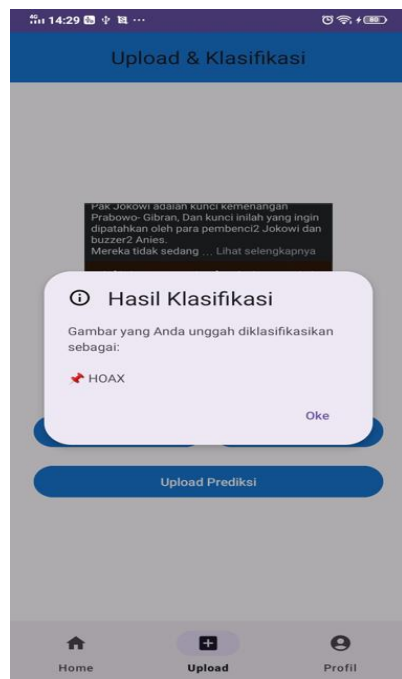 4G 14:29
80
Upload & Klasifikasi
Pak Jokowi adalah kunci kemenangan
Prabowo- Gibran, Dan kunci inilah yang ingin
dipatahkan oleh para pembenci2 Jokowi dan
buzzer2 Anies.
Mereka tidak sedang ... Lihat selengkapnya
Hasil Klasifikasi
Gambar yang Anda unggah diklasifikasikan
sebagai:
📌 HOAX
Oke
Upload Prediksi
Home Upload Profil